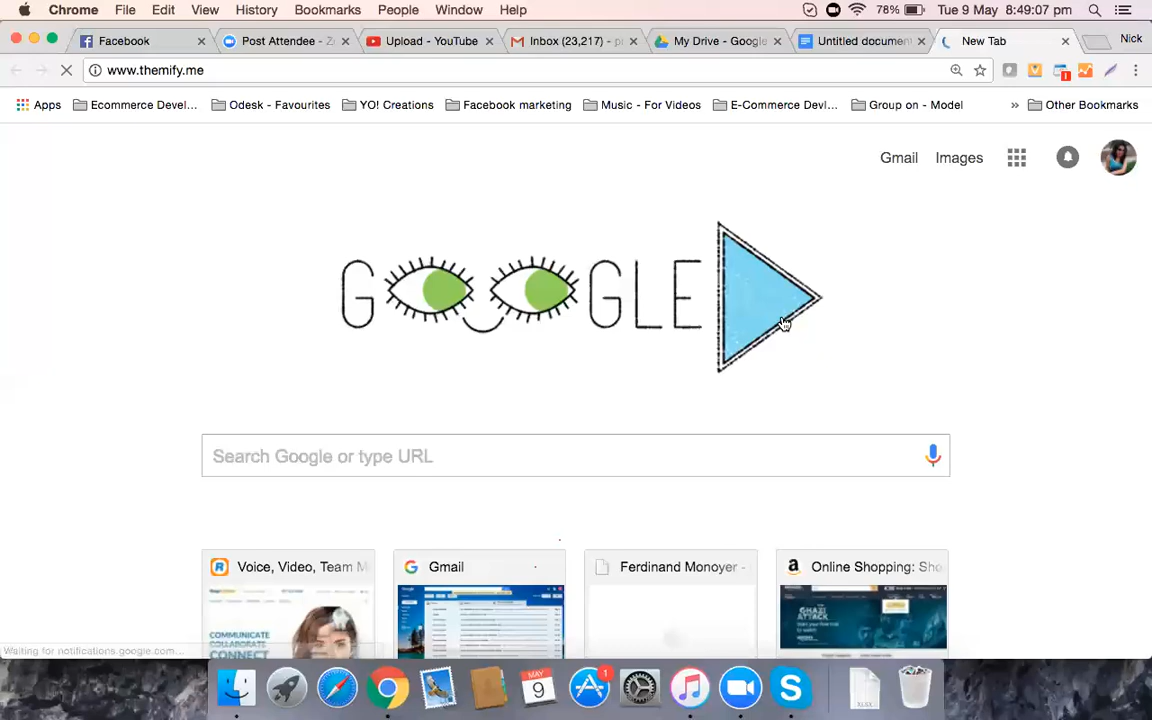 Chrome File Edit View History Bookmarks People Window Help 78% Tue 9 May 8:49:07 pm
Facebook Post Attendee - Z Upload - YouTube Inbox (23,217) - p My Drive - Google Untitled document New Tab Nick
www.themify.me
Apps Ecommerce Devel... Odesk - Favourites YO! Creations Facebook marketing Music - For Videos E-Commerce Devl... Group on - Model » Other Bookmarks
Gmail Images
GOOGLE
Search Google or type URL
Voice, Video, Team M Gmail Ferdinand Monoyer - Online Shopping: Sho
COMMUNICATE
COLLABORATE
CONNECT
GHAZI
ATTACK
Waiting for notifications.google.com...
MAY
9
1
XLSX